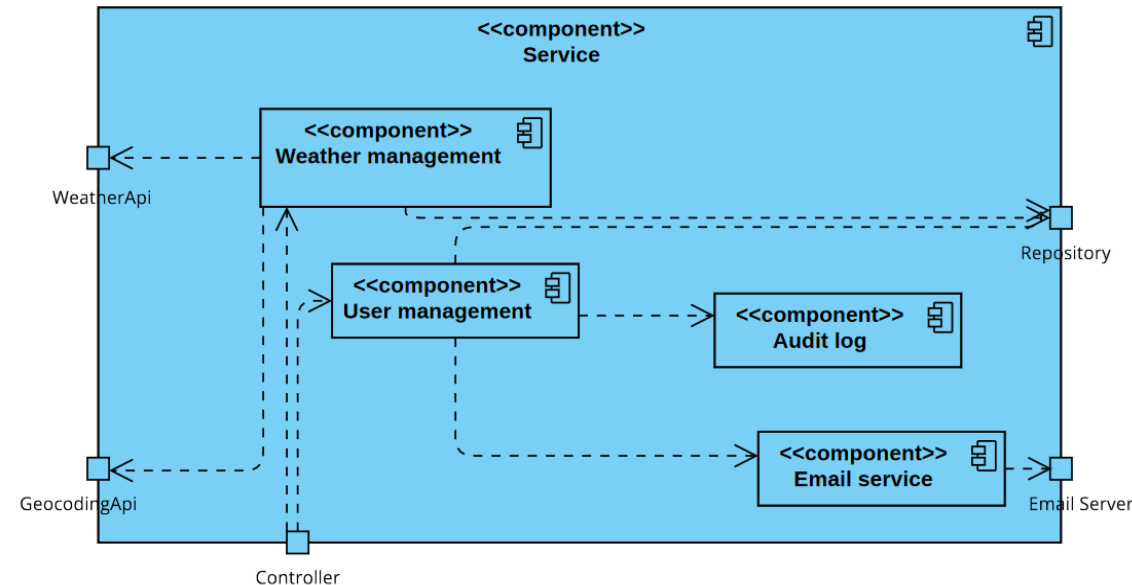 <<component>>
Service
<<component>>
Weather management
WeatherApi
Repository
<<component>>
User management
<<component>>
Audit log
<<component>>
Email service
GeocodingApi
Email Server
Controller